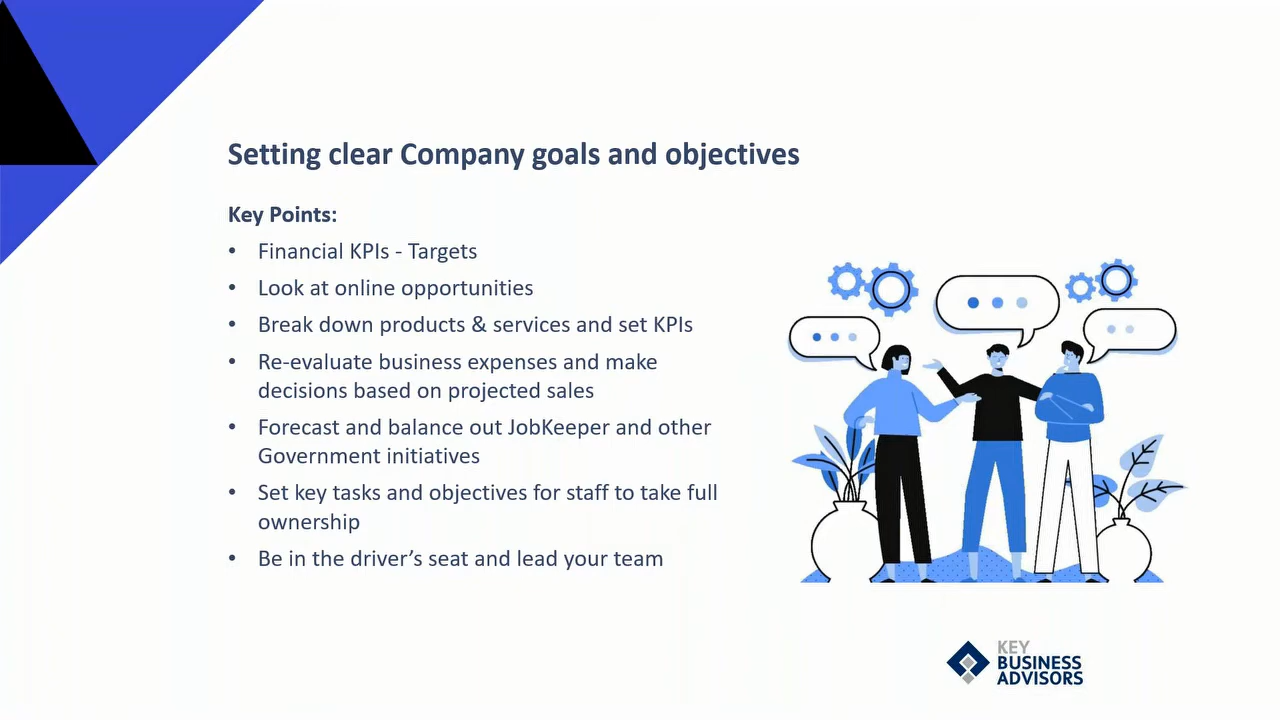 Setting clear Company goals and objectives
Key Points:
• Financial KPIs - Targets
• Look at online opportunities
• Break down products & services and set KPIs
• Re-evaluate business expenses and make
decisions based on projected sales
• Forecast and balance out JobKeeper and other
Government initiatives
• Set key tasks and objectives for staff to take full
ownership
• Be in the driver’s seat and lead your team
KEY
BUSINESS
ADVISORS